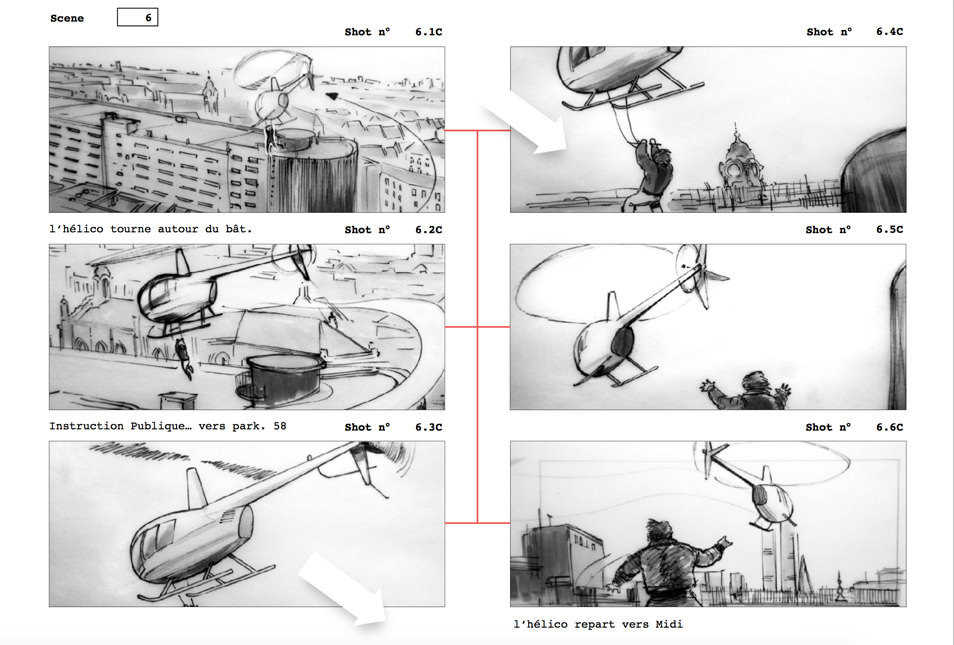 Scene 6
Shot n° 6.1C
Shot n° 6.4C
l'hélico tourne autour du bât.
Shot n° 6.2C
Shot n° 6.5C
Instruction Publique… vers park. 58
Shot n° 6.3C
Shot n° 6.6C
l'hélico repart vers Midi